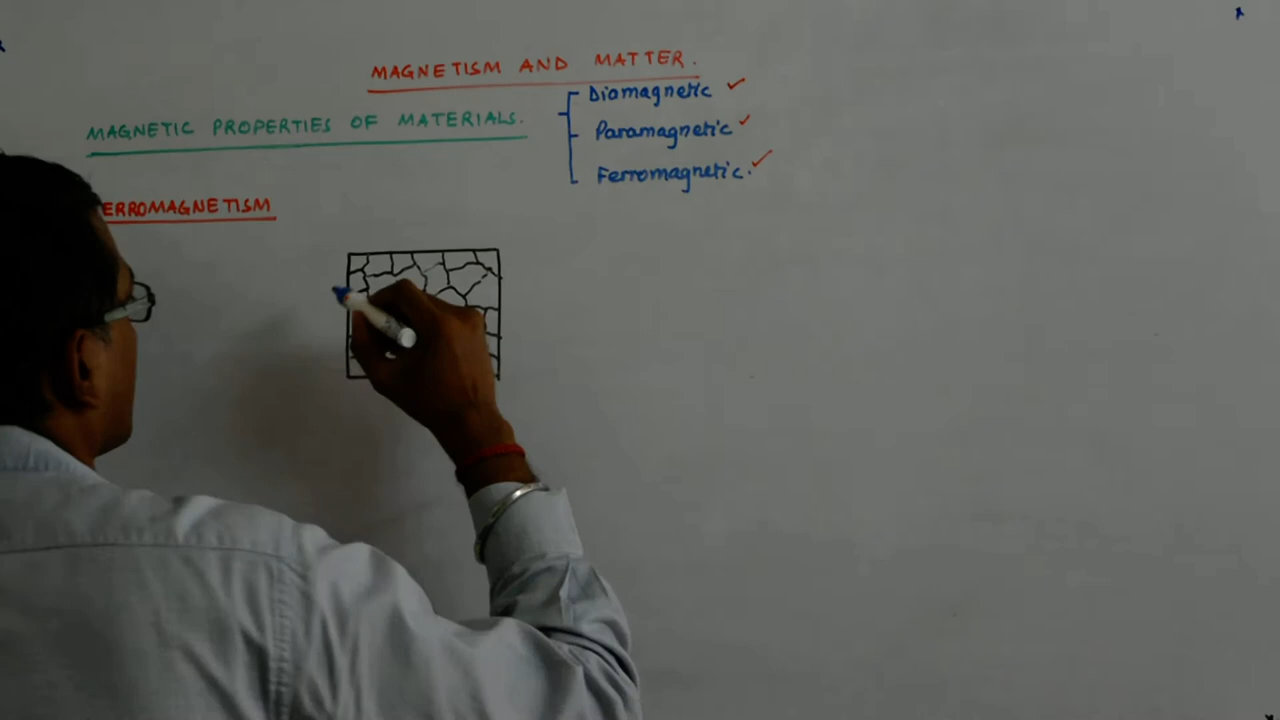 MAGNETISM AND MATTER.
MAGNETIC PROPERTIES OF MATERIALS.
Diamagnetic ✓
Paramagnetic ✓
Ferromagnetic. ✓
ERROMAGNETISM